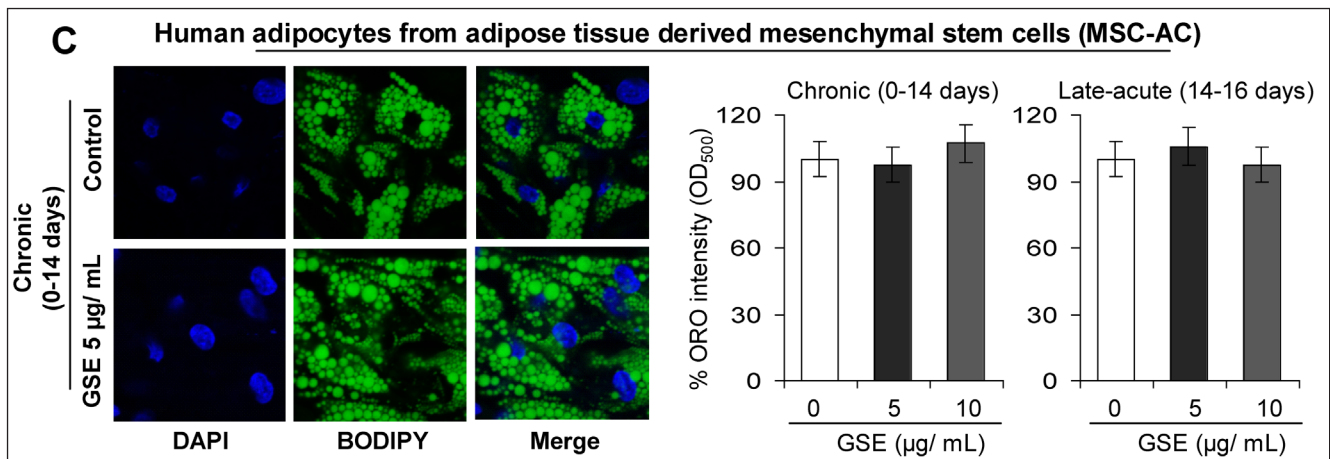 C
Human adipocytes from adipose tissue derived mesenchymal stem cells (MSC-AC)
Chronic
(0-14 days)
Control
GSE 5 µg/ mL
DAPI
BODIPY
Merge
Chronic (0-14 days)
% ORO intensity (OD500)
120
90
60
30
0
0
5
10
GSE (µg/ mL)
Late-acute (14-16 days)
120
90
60
30
0
0
5
10
GSE (µg/ mL)